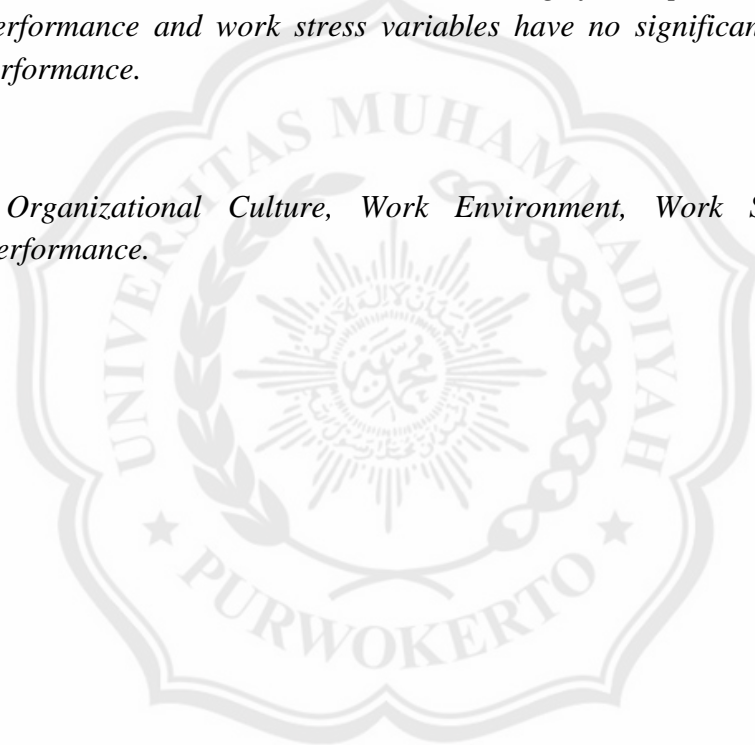 erformance and work stress variables have no significan
rformance.
Organizational Culture, Work Environment, Work S
erformance.
UNIVERSITAS MUHAMMADIYAH
PURWOKERTO